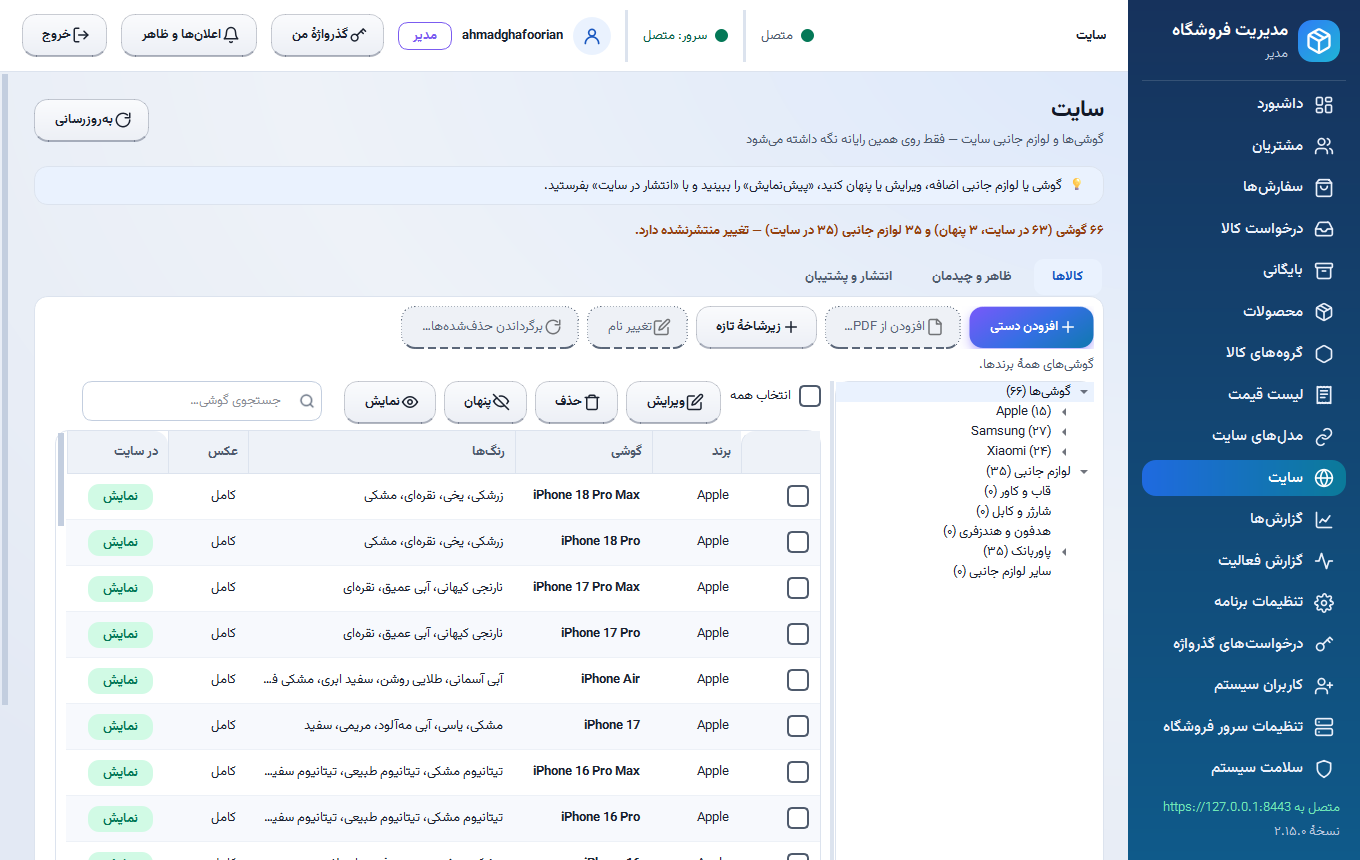 مدیریت فروشگاه
مدیر
داشبورد
مشتریان
سفارش‌ها
درخواست کالا
بایگانی
محصولات
گروه‌های کالا
لیست قیمت
مدل‌های سایت
سایت
گزارش‌ها
گزارش فعالیت
تنظیمات برنامه
درخواست‌های گذرواژه
کاربران سیستم
تنظیمات سرور فروشگاه
سلامت سیستم
متصل به https://127.0.0.1:8443
نسخهٔ ۲.۱۵.۰
سایت
متصل
سرور: متصل
ahmadghafoorian
مدیر
گذرواژهٔ من
اعلان‌ها و ظاهر
خروج
سایت
گوشی‌ها و لوازم جانبی سایت — فقط روی همین رایانه نگه داشته می‌شود
به‌روزرسانی
گوشی یا لوازم جانبی اضافه، ویرایش یا پنهان کنید، «پیش‌نمایش» را ببینید و با «انتشار در سایت» بفرستید.
۶۶ گوشی (۶۳ در سایت، ۳ پنهان) و ۳۵ لوازم جانبی (۳۵ در سایت) — تغییر منتشرنشده دارد.
کالاها
ظاهر و چیدمان
انتشار و پشتیبان
افزودن دستی
افزودن از PDF…
زیرشاخهٔ تازه
تغییر نام
برگرداندن حذف‌شده‌ها…
گوشی‌های همهٔ برندها.
گوشی‌ها (۶۶)
Apple (۱۵)
Samsung (۲۷)
Xiaomi (۲۴)
لوازم جانبی (۳۵)
قاب و کاور (۰)
شارژر و کابل (۰)
هدفون و هندزفری (۰)
پاوربانک (۳۵)
سایر لوازم جانبی (۰)
انتخاب همه
ویرایش
حذف
پنهان
نمایش
جستجوی گوشی…
برند گوشی رنگ‌ها عکس در سایت
Apple iPhone 18 Pro Max زرشکی، یخی، نقره‌ای، مشکی کامل نمایش
Apple iPhone 18 Pro زرشکی، یخی، نقره‌ای، مشکی کامل نمایش
Apple iPhone 17 Pro Max نارنجی کیهانی، آبی عمیق، نقره‌ای کامل نمایش
Apple iPhone 17 Pro نارنجی کیهانی، آبی عمیق، نقره‌ای کامل نمایش
Apple iPhone Air آبی آسمانی، طلایی روشن، سفید ابری، مشکی ف… کامل نمایش
Apple iPhone 17 مشکی، یاسی، آبی مه‌آلود، مریمی، سفید کامل نمایش
Apple iPhone 16 Pro Max تیتانیوم مشکی، تیتانیوم طبیعی، تیتانیوم سفی… کامل نمایش
Apple iPhone 16 Pro تیتانیوم مشکی، تیتانیوم طبیعی، تیتانیوم سفی… کامل نمایش